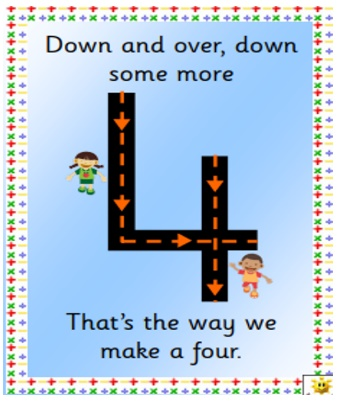 Down and over, down
some more
That's the way we
make a four.